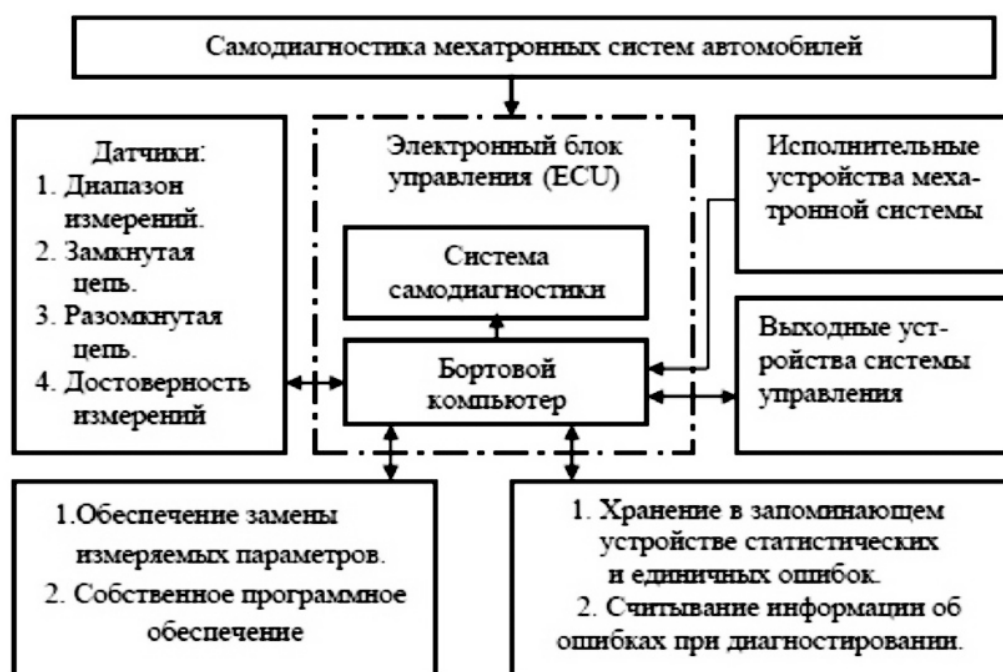 Самодиагностика мехатронных систем автомобилей
Датчики:
1. Диапазон
измерений.
2. Замкнутая
цепь.
3. Разомкнутая
цепь.
4. Достоверность
измерений
Электронный блок
управления (ECU)
Система
самодиагностики
Бортовой
компьютер
Исполнительные
устройства меха-
тронной системы
Выходные уст-
ройства системы
управления
1.Обеспечение замены
измеряемых параметров.
2. Собственное программное
обеспечение
1. Хранение в запоминающем
устройстве статистических
и единичных ошибок.
2. Считывание информации об
ошибках при диагностировании.